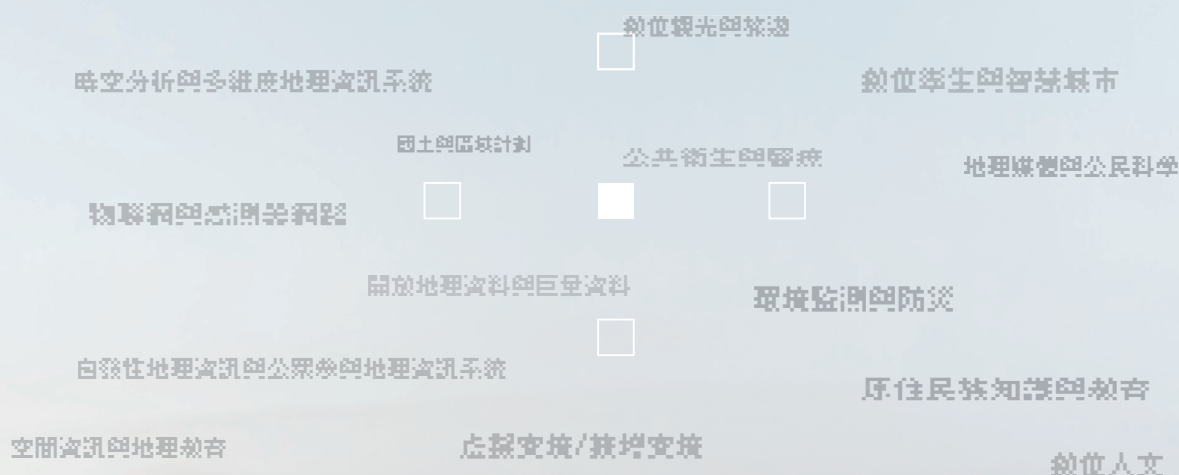 數位觀光與旅遊
時空分析與多維度地理資訊系統
數位衛生與智慧城市
國土與區域計劃
公共衛生與醫療
地理媒體與公民科學
物聯網與感測器網路
開放地理資料與巨量資料
環境監測與防災
自發性地理資訊與公眾參與地理資訊系統
原住民族知識與教育
空間資訊與地理教育
虛擬實境/擴增實境
數位人文